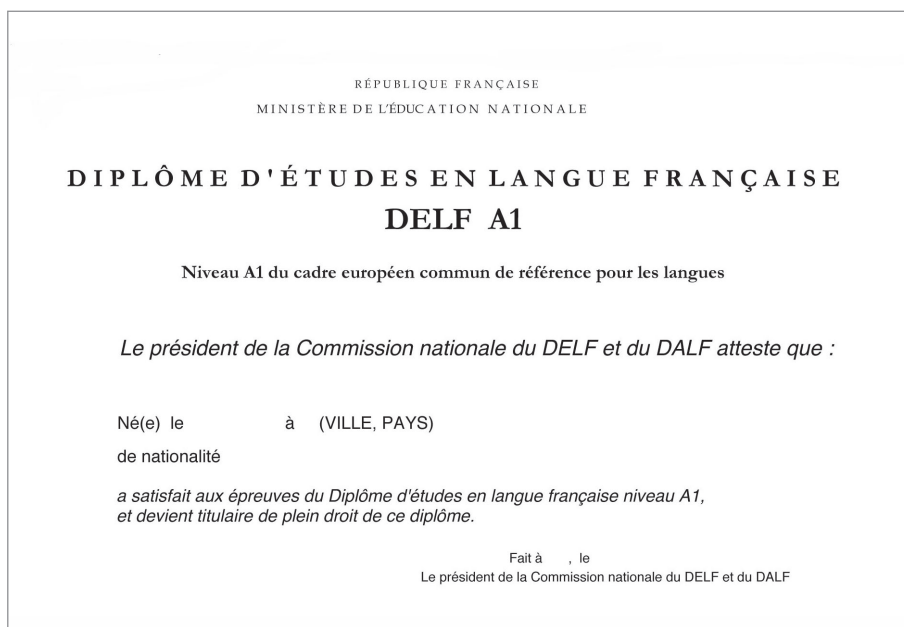 RÉPUBLIQUE FRANÇAISE
MINISTÈRE DE L'ÉDUCATION NATIONALE
DIPLÔME D'ÉTUDES EN LANGUE FRANÇAISE
DELF A1
Niveau A1 du cadre européen commun de référence pour les langues
Le président de la Commission nationale du DELF et du DALF atteste que :
Né(e) le à (VILLE, PAYS)
de nationalité
a satisfait aux épreuves du Diplôme d'études en langue française niveau A1,
et devient titulaire de plein droit de ce diplôme.
Fait à , le
Le président de la Commission nationale du DELF et du DALF